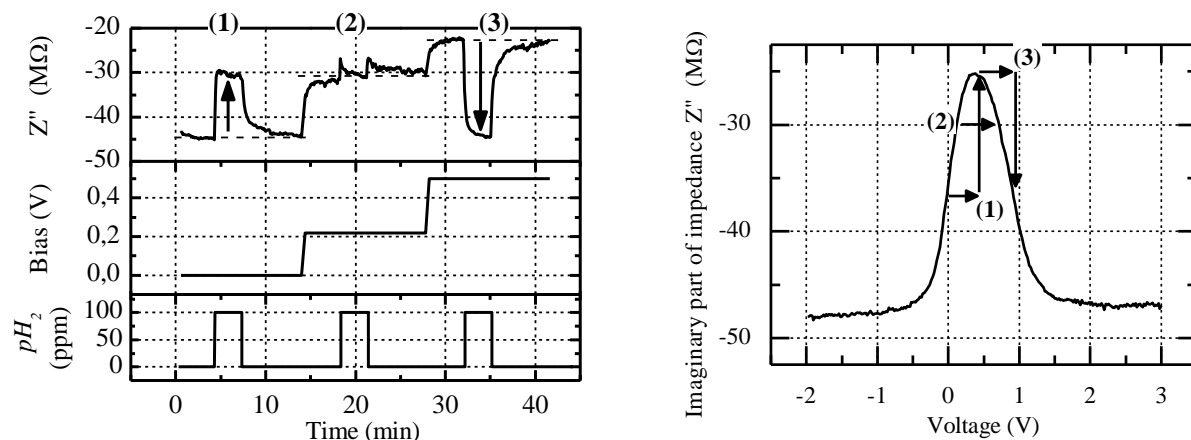 (1) (2) (3)
Z'' (MΩ)
-20
-30
-40
-50
Bias (V)
0,4
0,2
0,0
pH₂
(ppm)
100
50
0
0 10 20 30 40
Time (min)
Imaginary part of impedance Z'' (MΩ)
-30
-40
-50
(3)
(2)
(1)
-2 -1 0 1 2 3
Voltage (V)